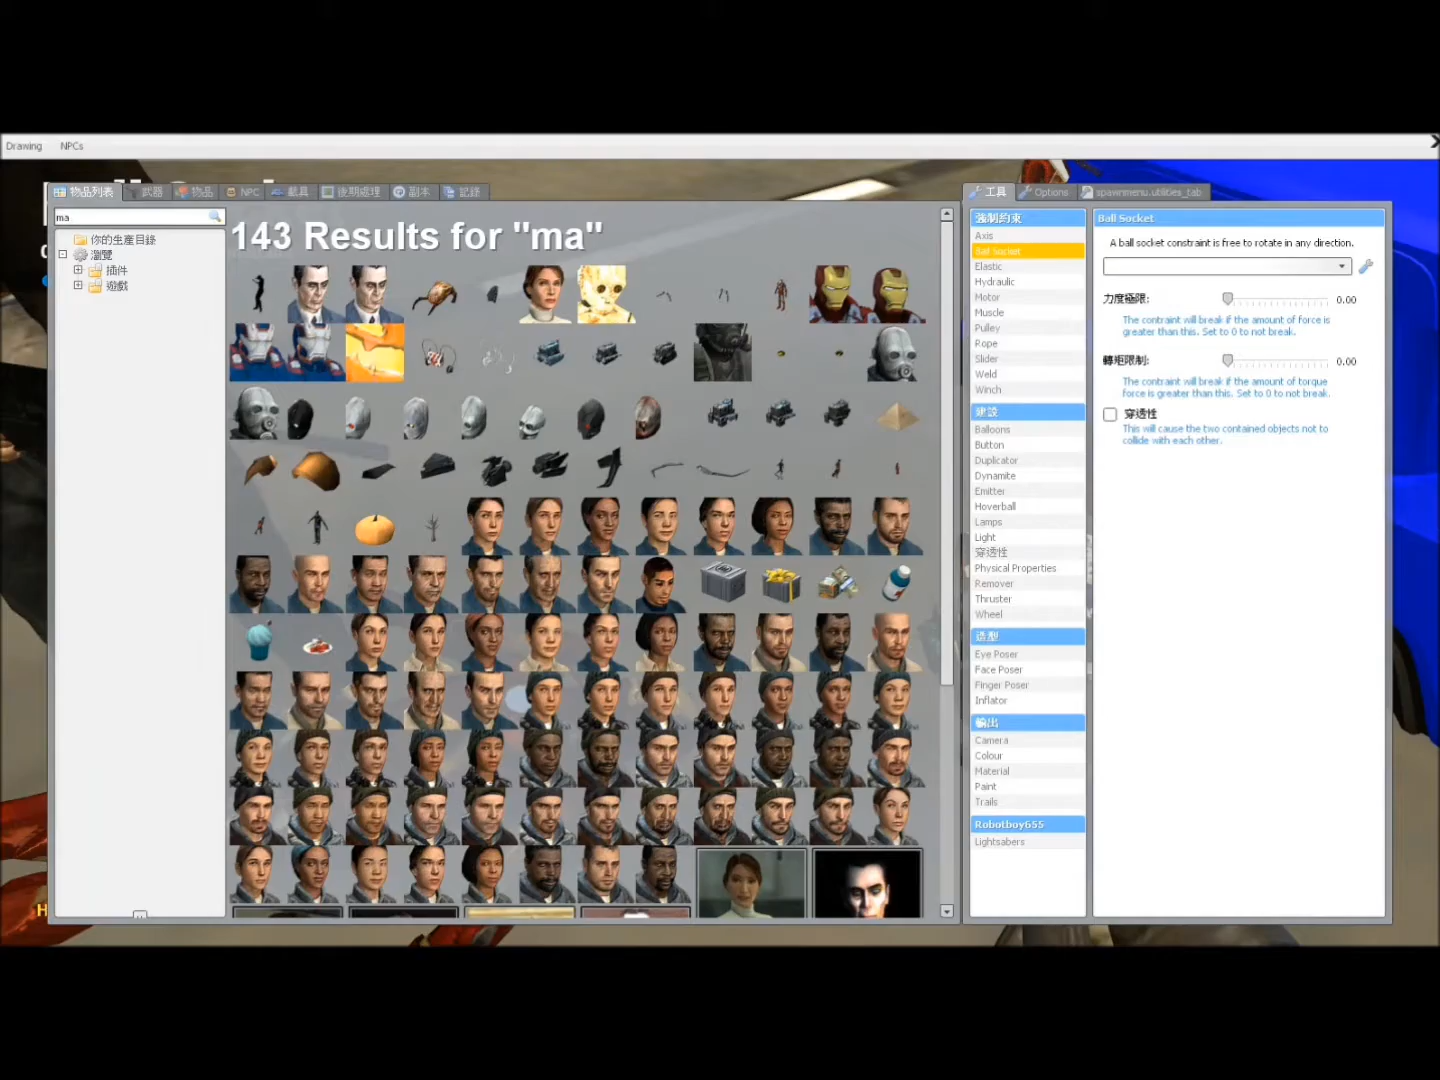 Drawing NPCs
物品列表 武器 物品 NPC 載具 後期處理 副本 記錄
工具 Options spawnmenu.utilities_tab
ma
你的生產目錄
瀏覽
插件
遊戲
143 Results for "ma"
強制約束
Axis
Ball Socket
Elastic
Hydraulic
Motor
Muscle
Pulley
Rope
Slider
Weld
Winch
建設
Balloons
Button
Duplicator
Dynamite
Emitter
Hoverball
Lamps
Light
穿透性
Physical Properties
Remover
Thruster
Wheel
造型
Eye Poser
Face Poser
Finger Poser
Inflator
輸出
Camera
Colour
Material
Paint
Trails
Robotboy655
Lightsabers
Ball Socket
A ball socket constraint is free to rotate in any direction.
力度極限: 0.00
The contraint will break if the amount of force is
greater than this. Set to 0 to not break.
轉矩限制: 0.00
The contraint will break if the amount of torque
force is greater than this. Set to 0 to not break.
穿透性
This will cause the two contained objects not to
collide with each other.